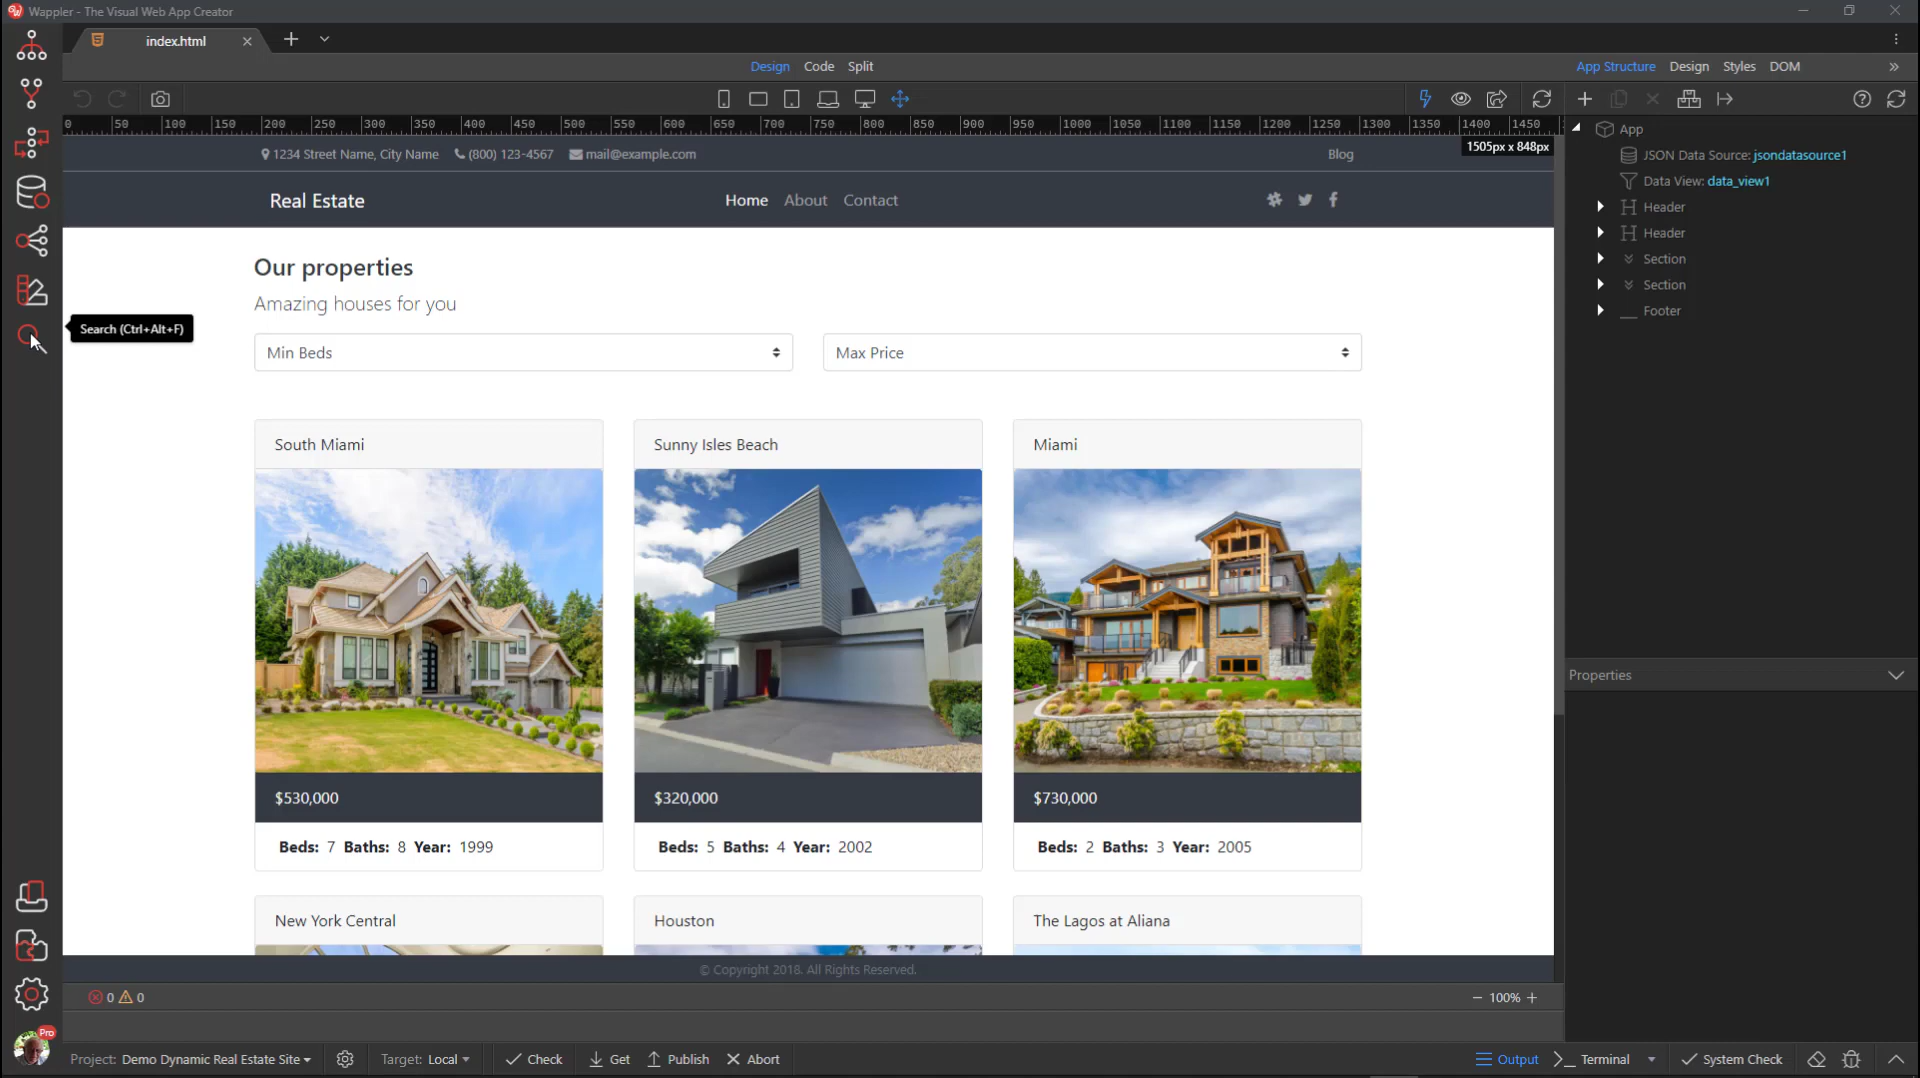 Wappler - The Visual Web App Creator
index.html
Design Code Split
App Structure Design Styles DOM
0 50 100 150 200 250 300 350 400 450 500 550 600 650 700 750 800 850 900 950 1000 1050 1100 1150 1200 1250 1300 1350 1400 1450
1505px x 848px
1234 Street Name, City Name (800) 123-4567 mail@example.com Blog
Real Estate Home About Contact
Our properties
Amazing houses for you
Search (Ctrl+Alt+F)
Min Beds Max Price
South Miami Sunny Isles Beach Miami
$530,000 $320,000 $730,000
Beds: 7 Baths: 8 Year: 1999 Beds: 5 Baths: 4 Year: 2002 Beds: 2 Baths: 3 Year: 2005
New York Central Houston The Lagos at Aliana
© Copyright 2018. All Rights Reserved.
App
JSON Data Source: jsondatasource1
Data View: data_view1
Header
Header
Section
Section
Footer
Properties
0 0
100%
Pro
Project: Demo Dynamic Real Estate Site Target: Local Check Get Publish Abort Output Terminal System Check